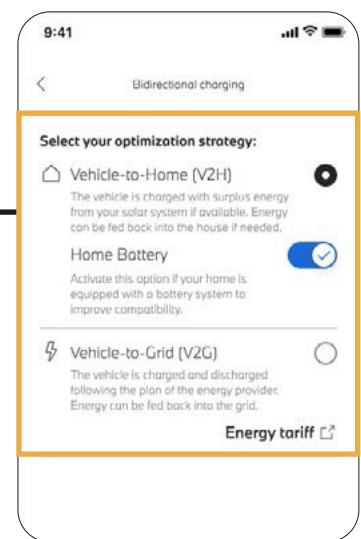 9:41
Bidirectional charging
Select your optimization strategy:
Vehicle-to-Home (V2H)
The vehicle is charged with surplus energy
from your solar system if available. Energy
can be fed back into the house if needed.
Home Battery
Activate this option if your home is
equipped with a battery system to
improve compatibility.
Vehicle-to-Grid (V2G)
The vehicle is charged and discharged
following the plan of the energy provider.
Energy can be fed back into the grid.
Energy tariff